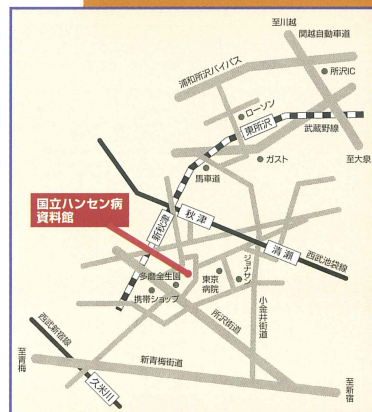 至川越
関越自動車道
所沢IC
浦和所沢バイパス
ローソン
東所沢
武蔵野線
ガスト
至大泉
馬車道
国立ハンセン病
資料館
新秋津
秋津
清瀬
西武池袋線
多磨全生園
東京
病院
ジョナサン
携帯ショップ
所沢街道
小金井街道
西武新宿線
至青梅
新青梅街道
久米川
至新宿